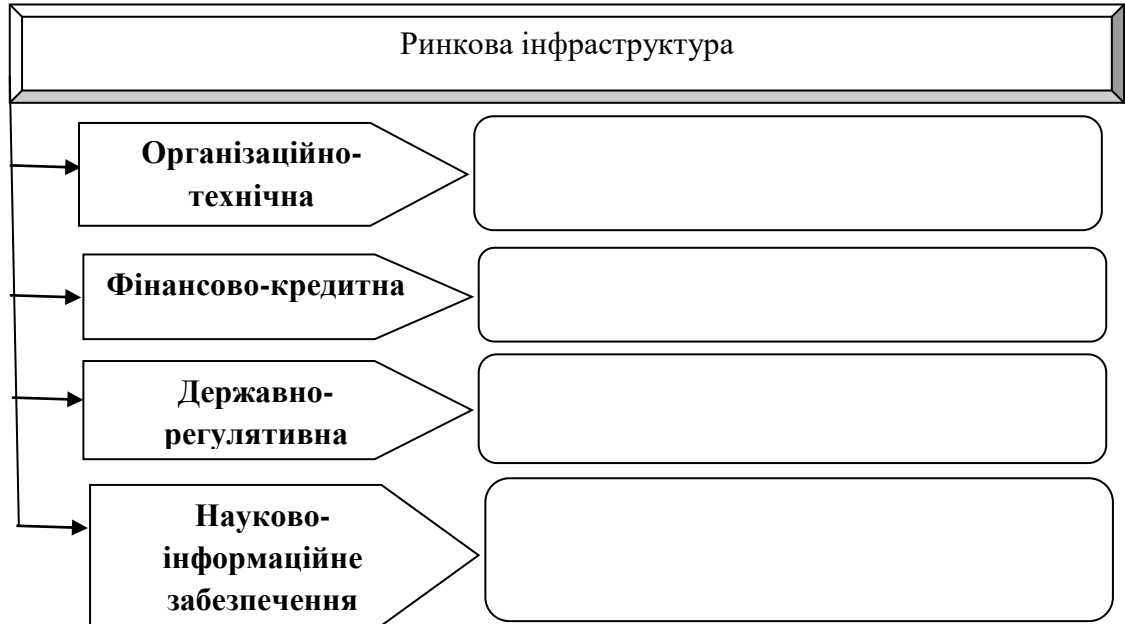 Ринкова інфраструктура
Організаційно-
технічна
Фінансово-кредитна
Державно-
регулятивна
Науково-
інформаційне
забезпечення